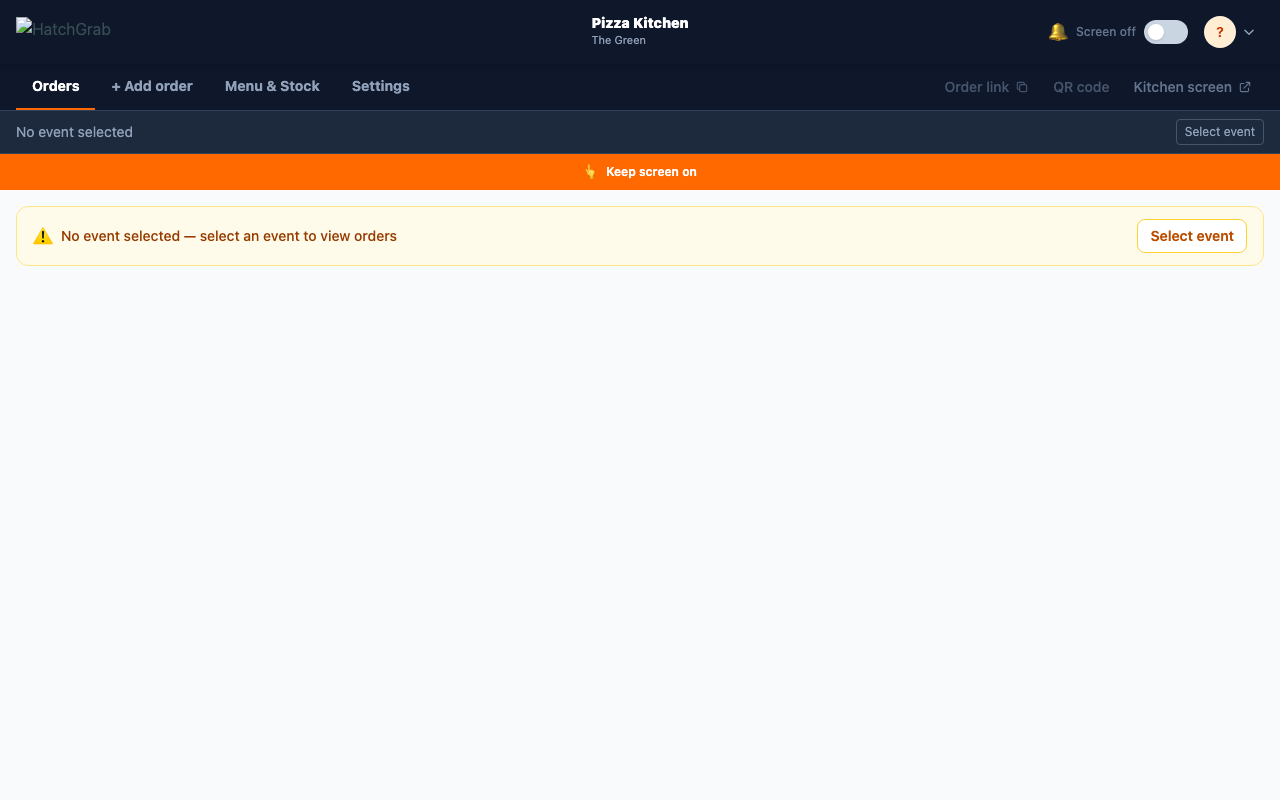 HatchGrab
Pizza Kitchen
The Green
Screen off
?
Orders
+ Add order
Menu & Stock
Settings
Order link
QR code
Kitchen screen
No event selected
Select event
Keep screen on
No event selected — select an event to view orders
Select event